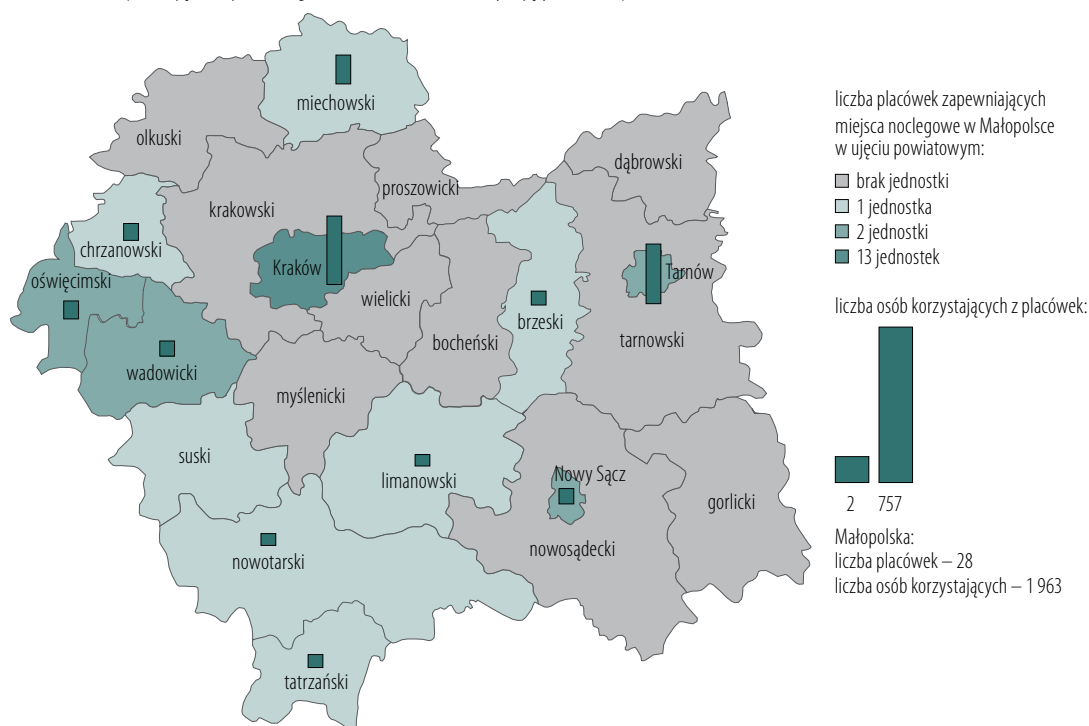 miechowski
olkuski
dąbrowski
proszowicki
krakowski
chrzanowski
Kraków
Tarnów
oświęcimski
wielicki
brzeski
bocheński
tarnowski
wadowicki
myślenicki
suski
limanowski
Nowy Sącz
gorlicki
nowosądecki
nowotarski
tatrzański
liczba placówek zapewniających
miejsca noclegowe w Małopolsce
w ujęciu powiatowym:
brak jednostki
1 jednostka
2 jednostki
13 jednostek
liczba osób korzystających z placówek:
2 757
Małopolska:
liczba placówek – 28
liczba osób korzystających – 1 963